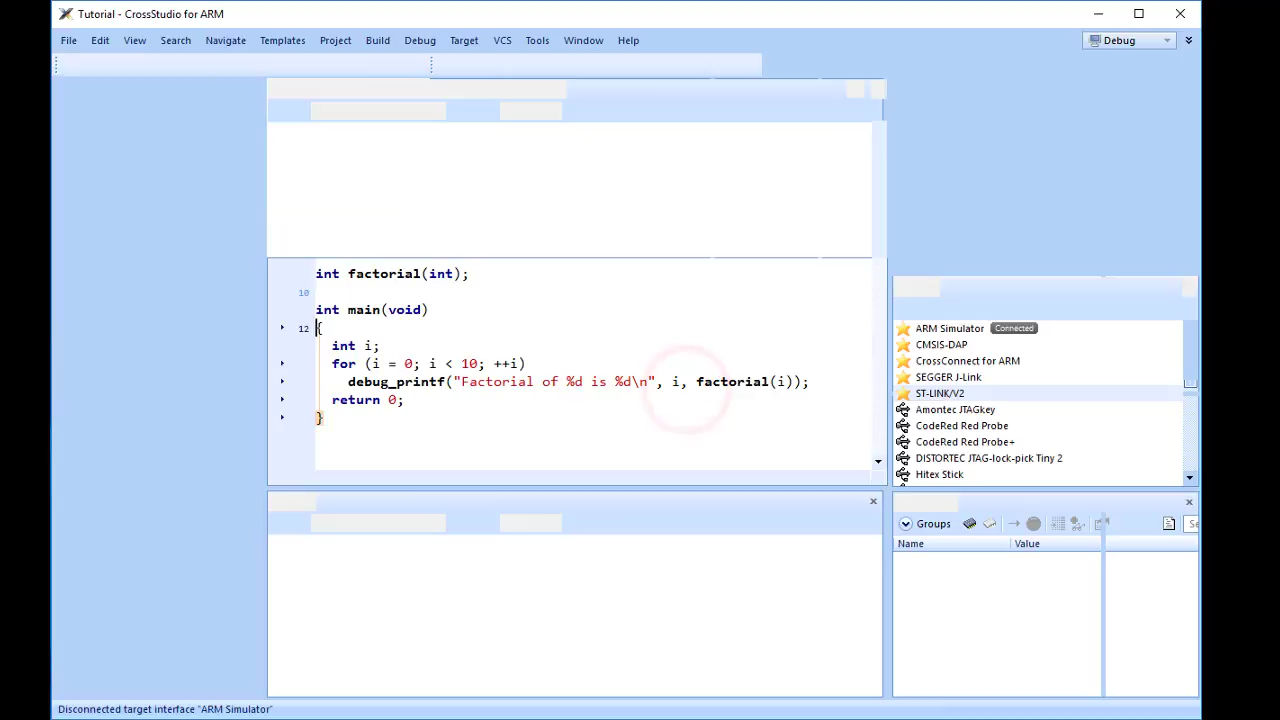 Tutorial - CrossStudio for ARM
File Edit View Search Navigate Templates Project Build Debug Target VCS Tools Window Help Debug
int factorial(int);
10
int main(void)
12 {
int i;
for (i = 0; i < 10; ++i)
debug_printf("Factorial of %d is %d\n", i, factorial(i));
return 0;
}
ARM Simulator Connected
CMSIS-DAP
CrossConnect for ARM
SEGGER J-Link
ST-LINK/V2
Amontec JTAGkey
CodeRed Red Probe
CodeRed Red Probe+
DISTORTEC JTAG-lock-pick Tiny 2
Hitex Stick
Groups
Name Value
Disconnected target interface "ARM Simulator"